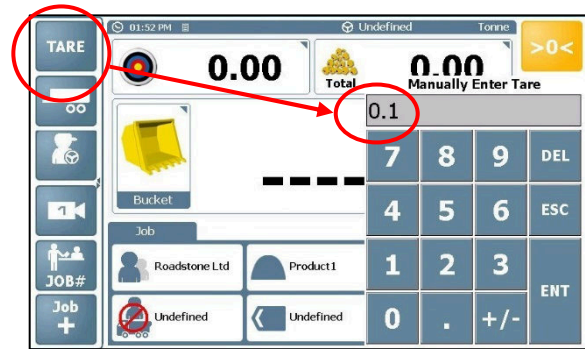 TARE
01:52 PM
Undefined
Tonne
>0<
0.00
Total
0.00
Manually Enter Tare
0.1
7 8 9 DEL
Bucket
-----
4 5 6 ESC
1
Job
Roadstone Ltd
Product1
1 2 3
JOB#
ENT
Undefined
Undefined
0 . +/-
Job
+